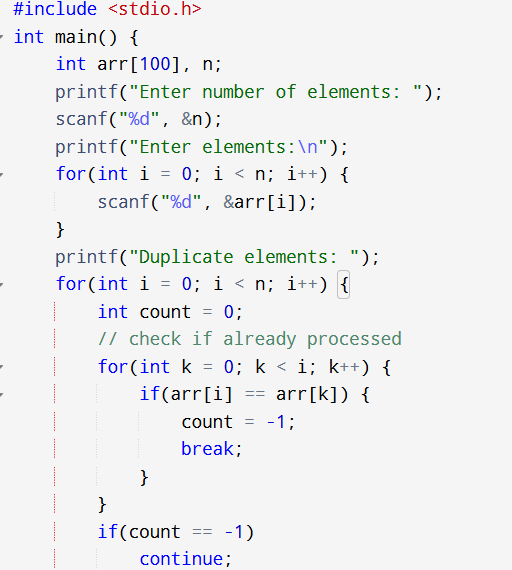 #include <stdio.h>
int main() {
    int arr[100], n;
    printf("Enter number of elements: ");
    scanf("%d", &n);
    printf("Enter elements:\n");
    for(int i = 0; i < n; i++) {
        scanf("%d", &arr[i]);
    }
    printf("Duplicate elements: ");
    for(int i = 0; i < n; i++) {
        int count = 0;
        // check if already processed
        for(int k = 0; k < i; k++) {
            if(arr[i] == arr[k]) {
                count = -1;
                break;
            }
        }
        if(count == -1)
            continue;